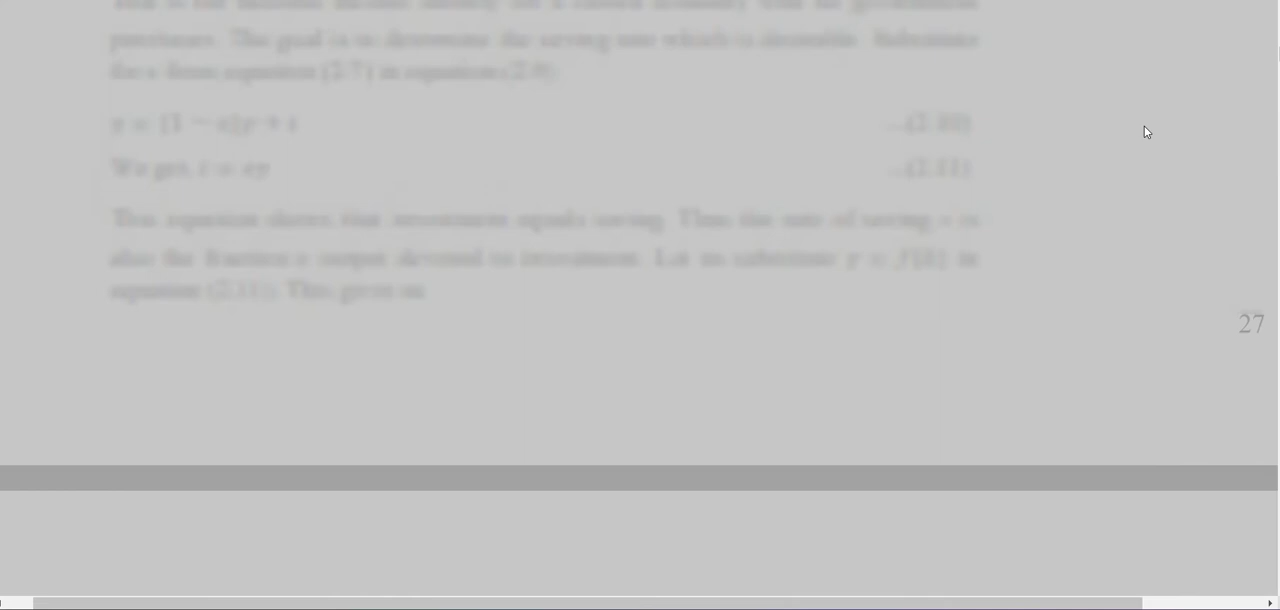 purchases. The goal is to determine the saving rate which is desirable. Substitute
for c from equation (2.7) in equation (2.9):
y = (1 − s)y + i ...(2.10)
We get, i = sy ...(2.11)
This equation shows that investment equals saving. Thus the rate of saving s is
also the fraction o output devoted to investment. Let us substitute y = f(k) in
equation (2.11). This gives us
27